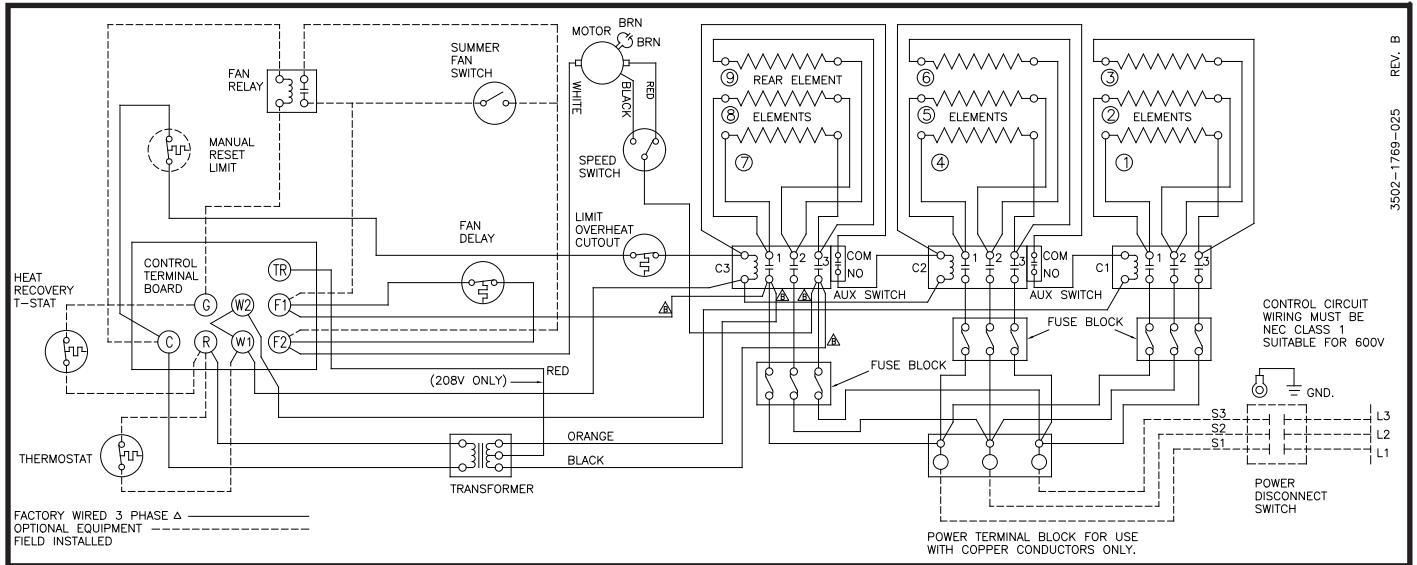 BRN
MOTOR
BRN
SUMMER
FAN
SWITCH
FAN
RELAY
WHITE
BLACK
RED
MANUAL
RESET
LIMIT
SPEED
SWITCH
9
REAR ELEMENT
8
ELEMENTS
7
6
5
ELEMENTS
4
3
2
ELEMENTS
1
3502-1769-025 REV. B
FAN
DELAY
LIMIT
OVERHEAT
CUTOUT
CONTROL
TERMINAL
BOARD
TR
G
W2
F1
C
R
W1
F2
HEAT
RECOVERY
T-STAT
C3
1
2
3
COM
NO
AUX SWITCH
C2
1
2
3
COM
NO
AUX SWITCH
C1
1
2
3
B
B
B
B
FUSE BLOCK
CONTROL CIRCUIT
WIRING MUST BE
NEC CLASS 1
SUITABLE FOR 600V
FUSE BLOCK
RED
(208V ONLY)
GND.
S3
S2
S1
L3
L2
L1
ORANGE
BLACK
THERMOSTAT
TRANSFORMER
POWER
DISCONNECT
SWITCH
FACTORY WIRED 3 PHASE Δ
OPTIONAL EQUIPMENT
FIELD INSTALLED
POWER TERMINAL BLOCK FOR USE
WITH COPPER CONDUCTORS ONLY.